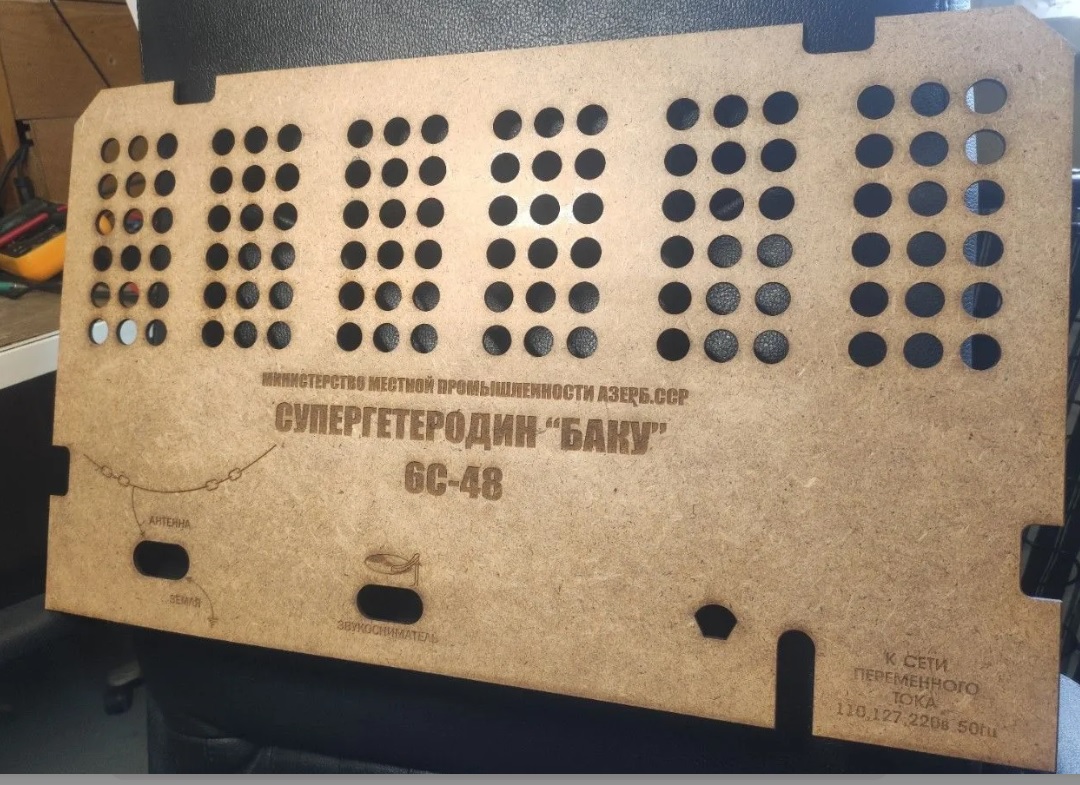 МИНИСТЕРСТВО МЕСТНОЙ ПРОМЫШЛЕННОСТИ АЗЕРБ.ССР
СУПЕРГЕТЕРОДИН “БАКУ”
6С-48
АНТЕННА
ЗЕМЛЯ
ЗВУКОСНИМАТЕЛЬ
К СЕТИ
ПЕРЕМЕННОГО
ТОКА
110,127,220в 50гц